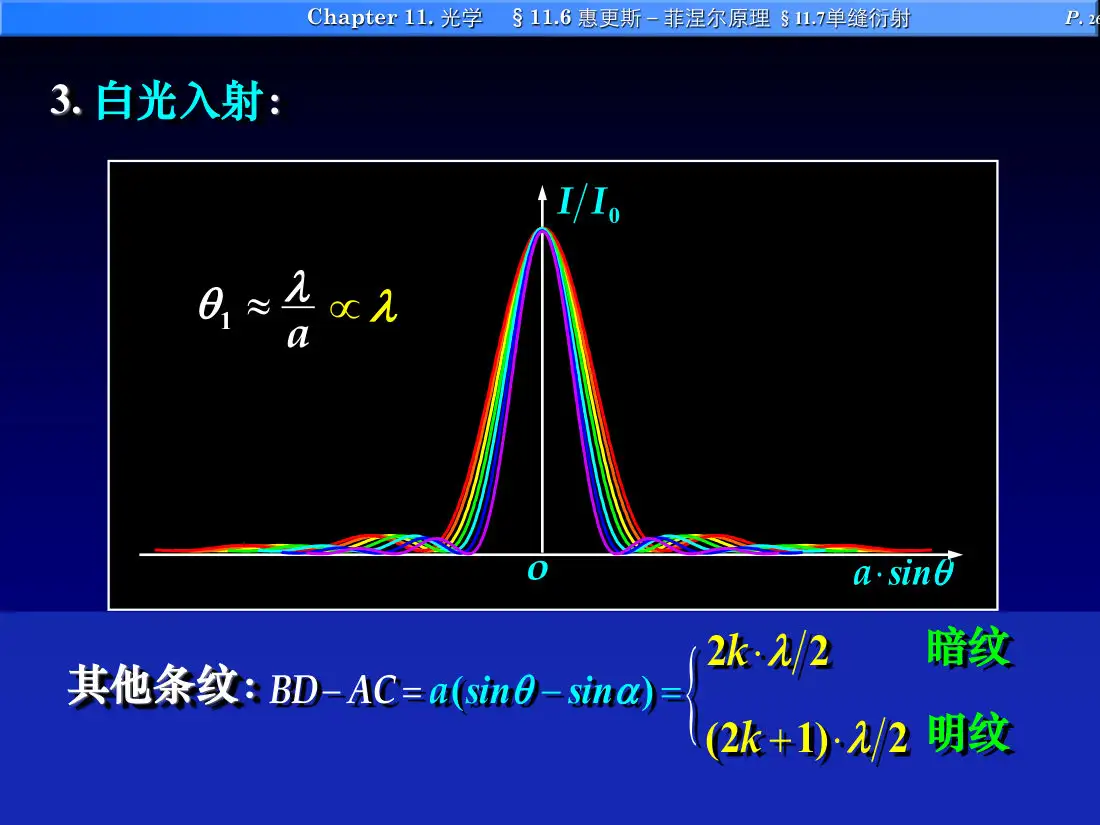 Chapter 11. 光学 §11.6 惠更斯–菲涅尔原理 §11.7单缝衍射 P. 26
3. 白光入射:
I/I₀
θ₁ ≈ λ/a ∝ λ
o
a·sinθ
其他条纹: BD – AC = a(sinθ – sinα) = {
2k·λ/2 暗纹
(2k+1)·λ/2 明纹